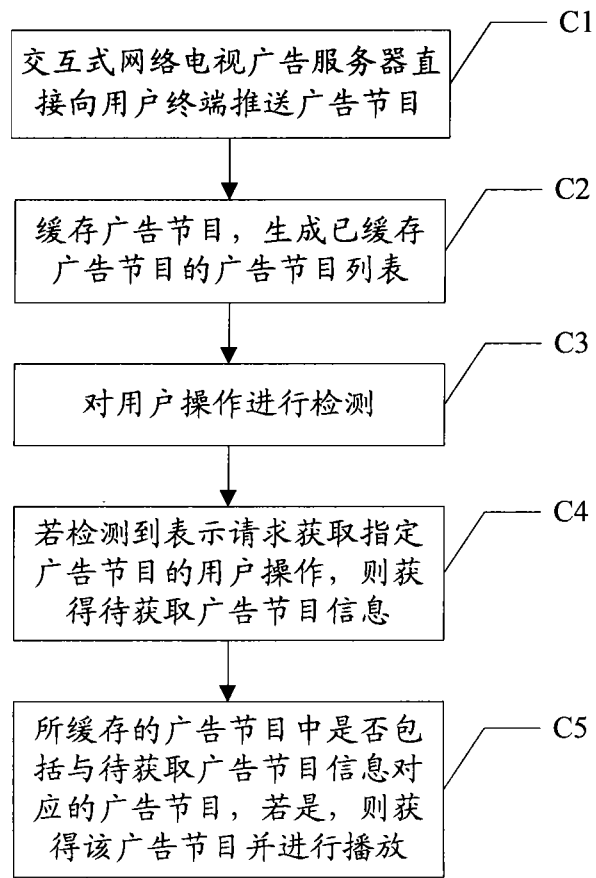 C1
交互式网络电视广告服务器直
接向用户终端推送广告节目
C2
缓存广告节目，生成已缓存
广告节目的广告节目列表
C3
对用户操作进行检测
C4
若检测到表示请求获取指定
广告节目的用户操作，则获
得待获取广告节目信息
C5
所缓存的广告节目中是否包
括与待获取广告节目信息对
应的广告节目，若是，则获
得该广告节目并进行播放